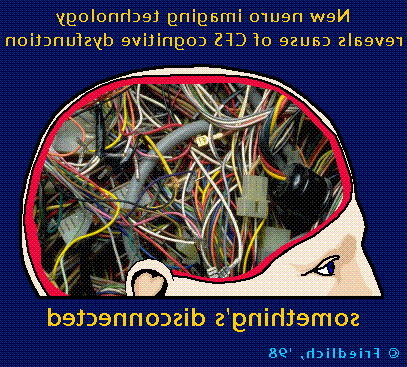 New neuro imaging technology
reveals cause of CFS cognitive dysfunction
something's disconnected
© Friedlich, '98